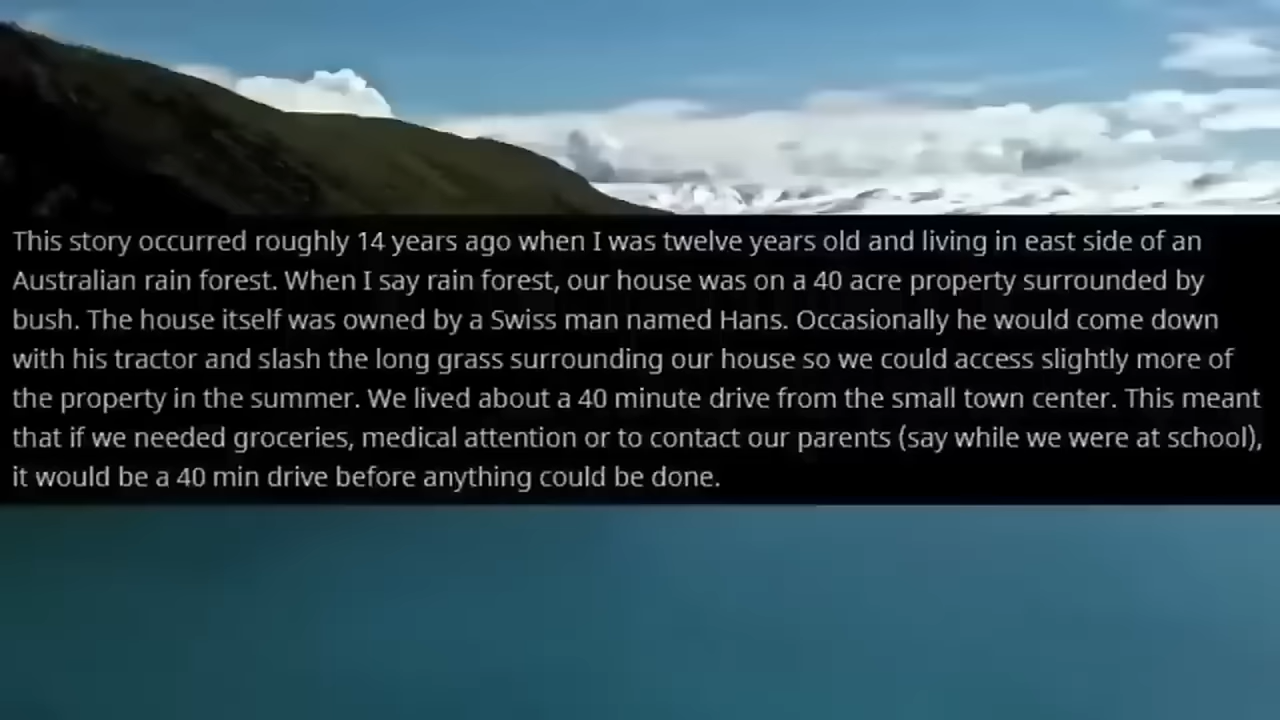 This story occurred roughly 14 years ago when I was twelve years old and living in east side of an
Australian rain forest. When I say rain forest, our house was on a 40 acre property surrounded by
bush. The house itself was owned by a Swiss man named Hans. Occasionally he would come down
with his tractor and slash the long grass surrounding our house so we could access slightly more of
the property in the summer. We lived about a 40 minute drive from the small town center. This meant
that if we needed groceries, medical attention or to contact our parents (say while we were at school),
it would be a 40 min drive before anything could be done.